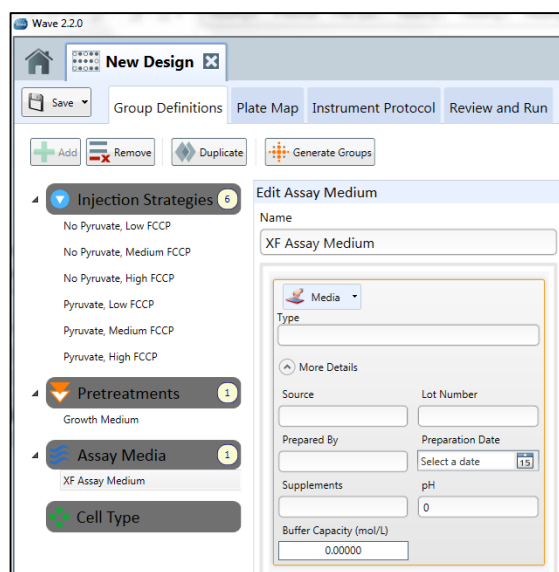 Wave 2.2.0
New Design
Save
Group Definitions
Plate Map
Instrument Protocol
Review and Run
Add
Remove
Duplicate
Generate Groups
Injection Strategies 6
No Pyruvate, Low FCCP
No Pyruvate, Medium FCCP
No Pyruvate, High FCCP
Pyruvate, Low FCCP
Pyruvate, Medium FCCP
Pyruvate, High FCCP
Pretreatments 1
Growth Medium
Assay Media 1
XF Assay Medium
Cell Type
Edit Assay Medium
Name
XF Assay Medium
Media
Type
More Details
Source Lot Number
Prepared By Preparation Date
Select a date 15
Supplements pH
0
Buffer Capacity (mol/L)
0.00000